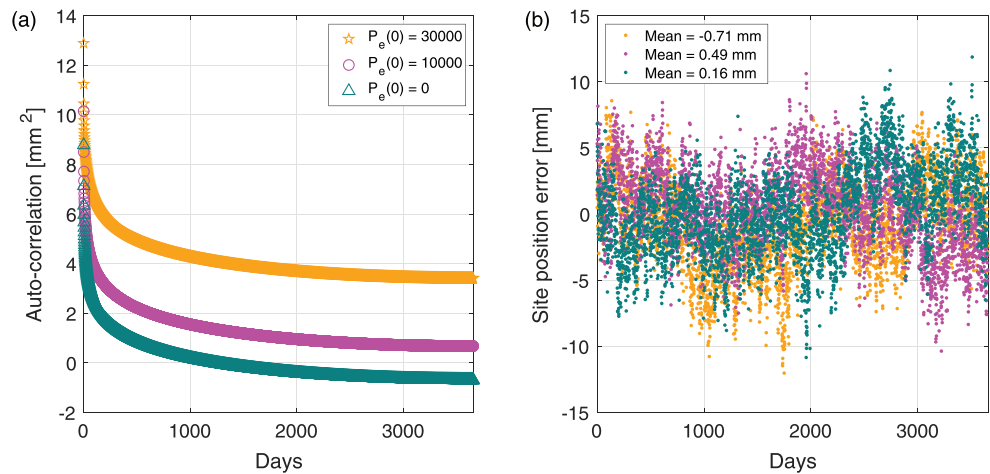 (a)
14
12
10
8
6
4
2
0
-2
Auto-correlation [mm²]
P_e(0) = 30000
P_e(0) = 10000
P_e(0) = 0
0 1000 2000 3000
Days
(b)
15
10
5
0
-5
-10
-15
Site position error [mm]
Mean = -0.71 mm
Mean = 0.49 mm
Mean = 0.16 mm
0 1000 2000 3000
Days